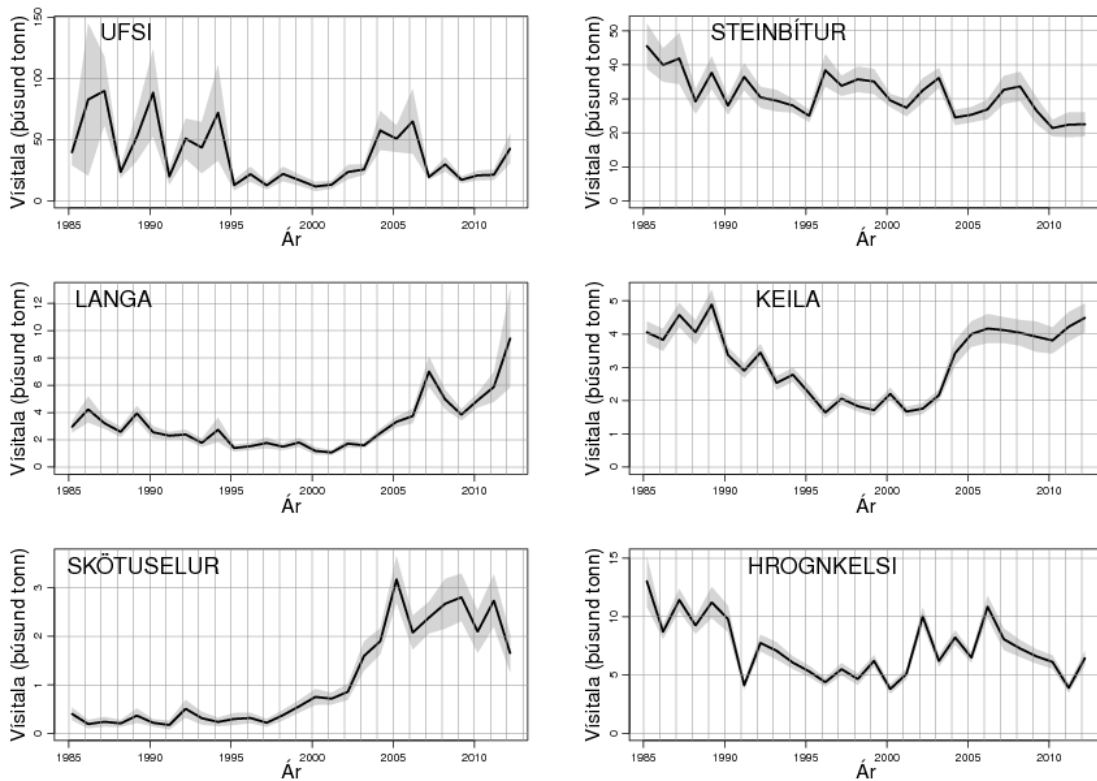 UFSI
Vísitala (þúsund tonn)
0 50 100 150
1985 1990 1995 2000 2005 2010
Ár
STEINBÍTUR
Vísitala (þúsund tonn)
0 10 20 30 40 50
1985 1990 1995 2000 2005 2010
Ár
LANGA
Vísitala (þúsund tonn)
0 2 4 6 8 10 12
1985 1990 1995 2000 2005 2010
Ár
KEILA
Vísitala (þúsund tonn)
0 1 2 3 4 5
1985 1990 1995 2000 2005 2010
Ár
SKÖTUSELUR
Vísitala (þúsund tonn)
0 1 2 3
1985 1990 1995 2000 2005 2010
Ár
HROGNKELSI
Vísitala (þúsund tonn)
0 5 10 15
1985 1990 1995 2000 2005 2010
Ár